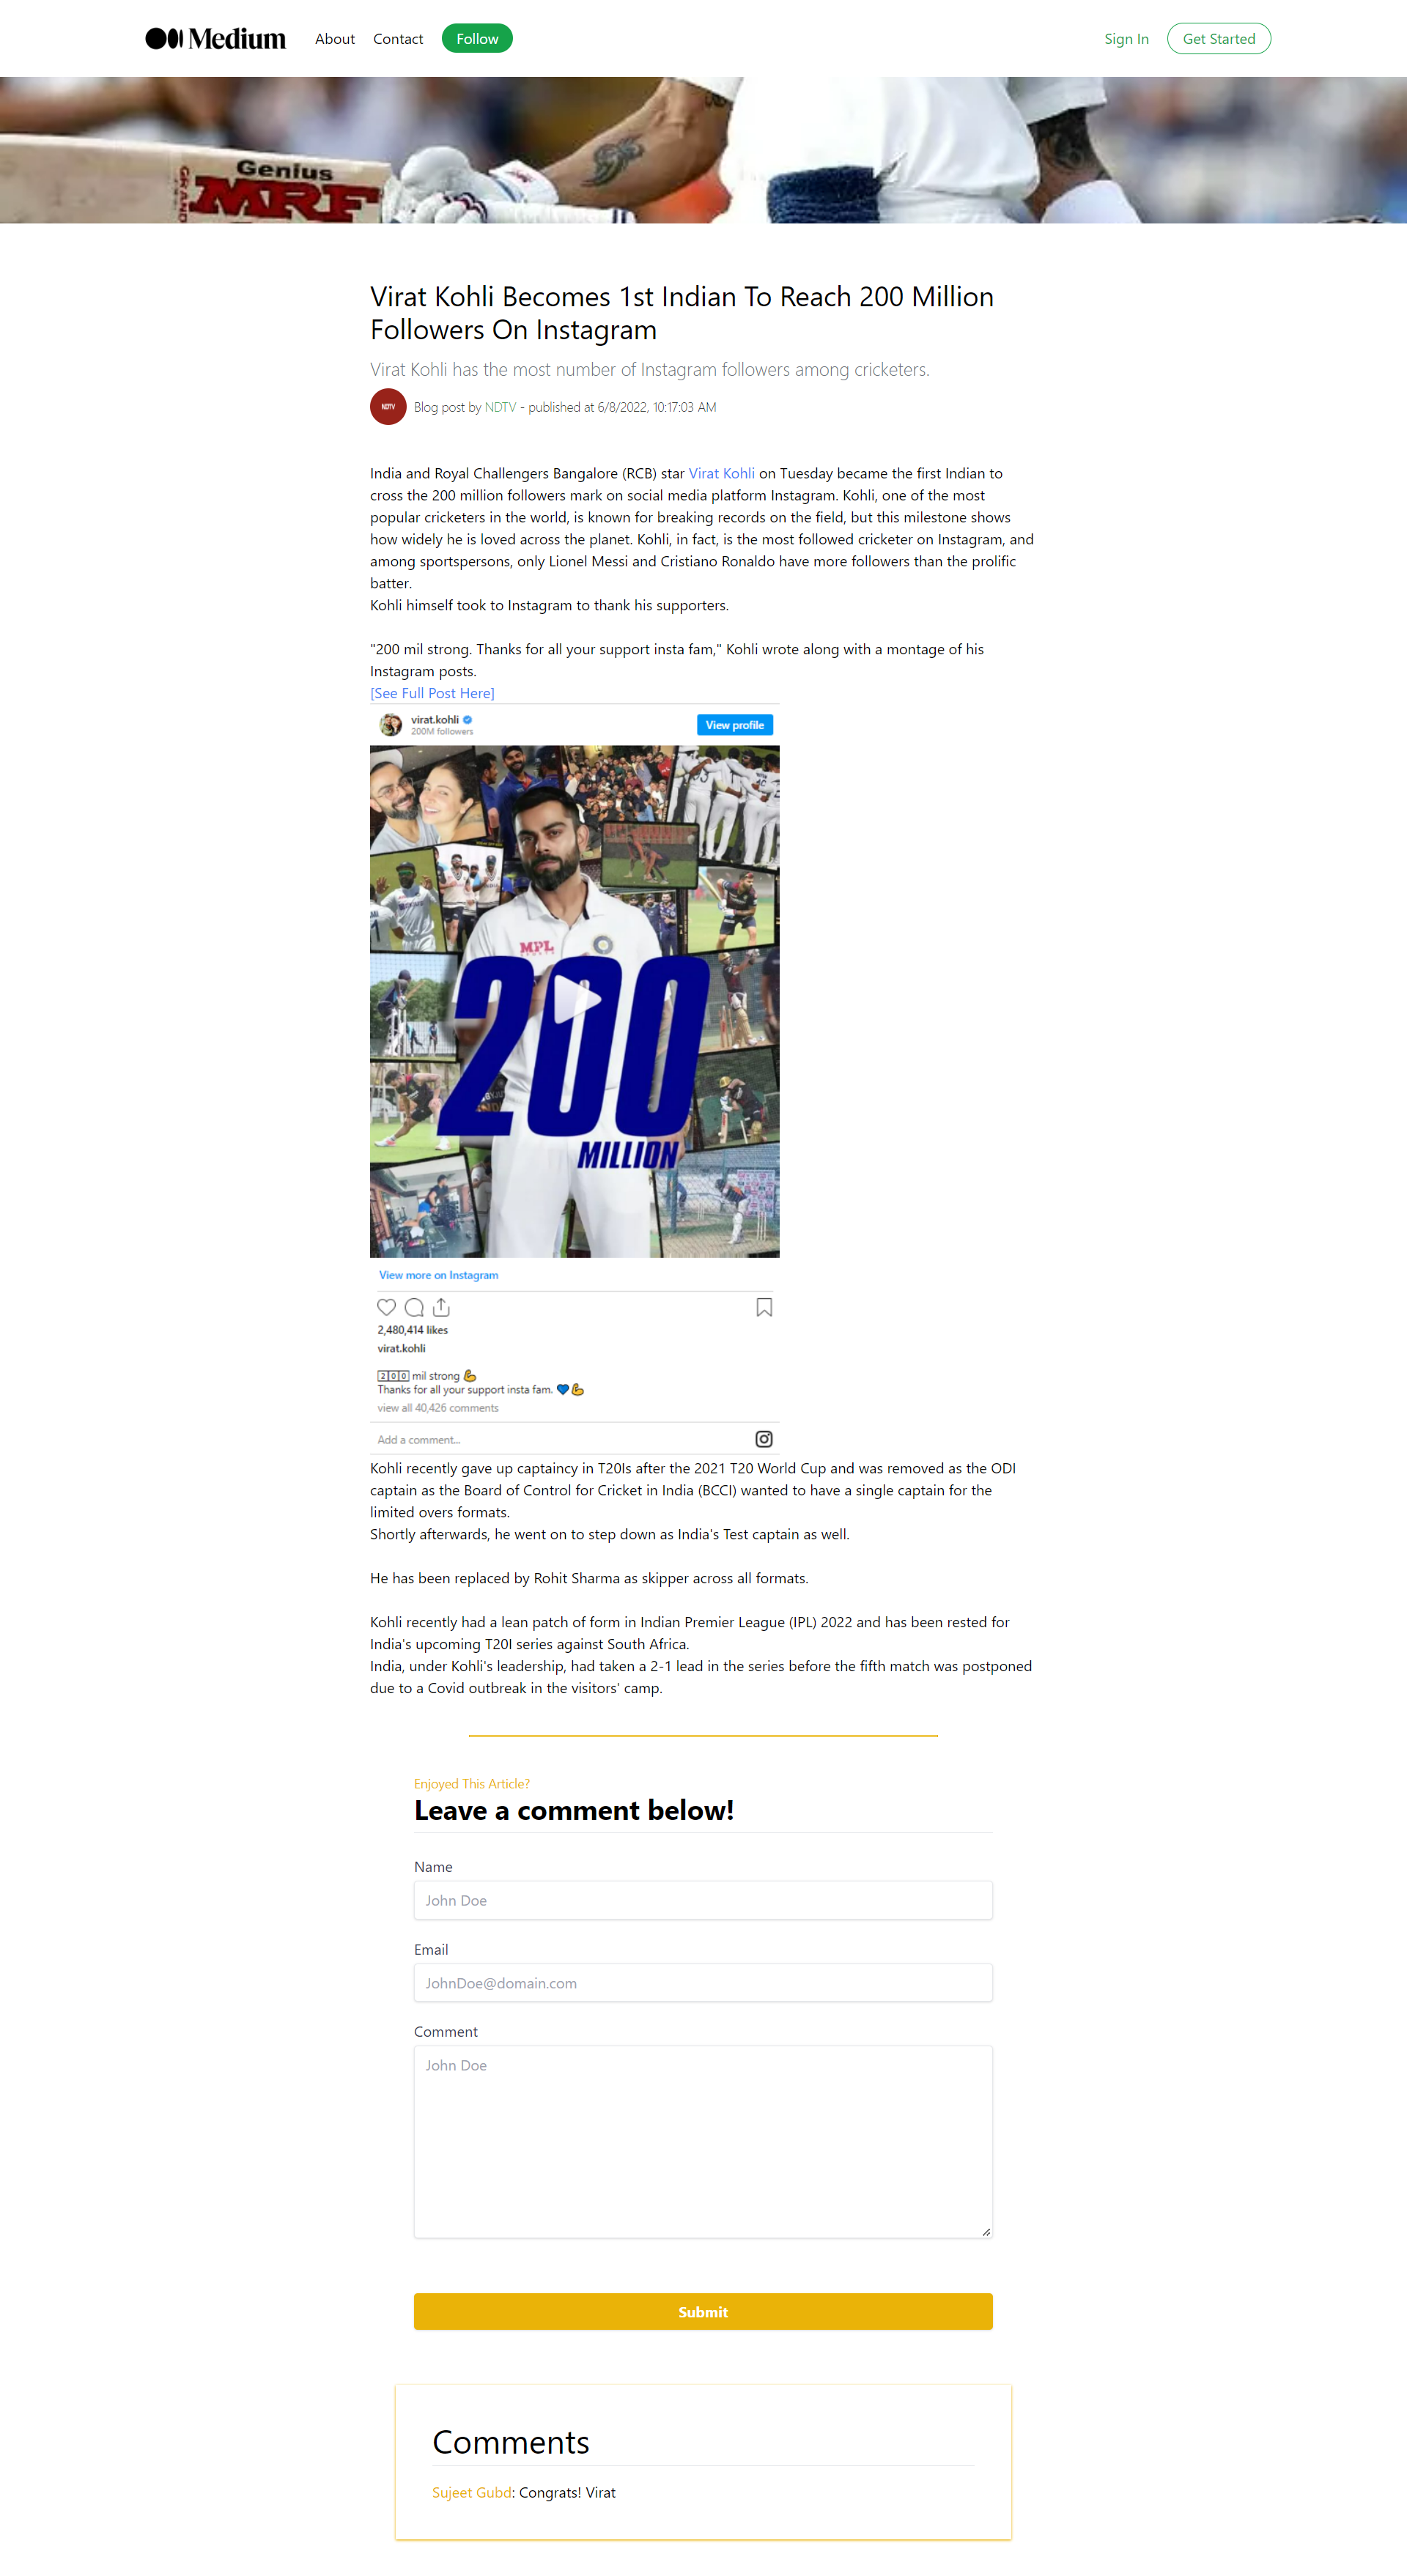 Medium About Contact Follow Sign In Get Started
Genius
GRAND
MRF
Virat Kohli Becomes 1st Indian To Reach 200 Million
Followers On Instagram
Virat Kohli has the most number of Instagram followers among cricketers.
NDTV
Blog post by NDTV - published at 6/8/2022, 10:17:03 AM
India and Royal Challengers Bangalore (RCB) star Virat Kohli on Tuesday became the first Indian to
cross the 200 million followers mark on social media platform Instagram. Kohli, one of the most
popular cricketers in the world, is known for breaking records on the field, but this milestone shows
how widely he is loved across the planet. Kohli, in fact, is the most followed cricketer on Instagram, and
among sportspersons, only Lionel Messi and Cristiano Ronaldo have more followers than the prolific
batter.
Kohli himself took to Instagram to thank his supporters.
"200 mil strong. Thanks for all your support insta fam," Kohli wrote along with a montage of his
Instagram posts.
[See Full Post Here]
virat.kohli
200M followers
View profile
MPL
200
MILLION
View more on Instagram
2,480,414 likes
virat.kohli
2️⃣0️⃣0️⃣ mil strong 💪
Thanks for all your support insta fam. 💙💪
view all 40,426 comments
Add a comment...
Kohli recently gave up captaincy in T20Is after the 2021 T20 World Cup and was removed as the ODI
captain as the Board of Control for Cricket in India (BCCI) wanted to have a single captain for the
limited overs formats.
Shortly afterwards, he went on to step down as India's Test captain as well.
He has been replaced by Rohit Sharma as skipper across all formats.
Kohli recently had a lean patch of form in Indian Premier League (IPL) 2022 and has been rested for
India's upcoming T20I series against South Africa.
India, under Kohli's leadership, had taken a 2-1 lead in the series before the fifth match was postponed
due to a Covid outbreak in the visitors' camp.
Enjoyed This Article?
Leave a comment below!
Name
John Doe
Email
JohnDoe@domain.com
Comment
John Doe
Submit
Comments
Sujeet Gubd: Congrats! Virat